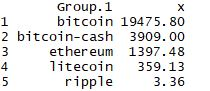 Group.1 x
1 bitcoin 19475.80
2 bitcoin-cash 3909.00
3 ethereum 1397.48
4 litecoin 359.13
5 ripple 3.36